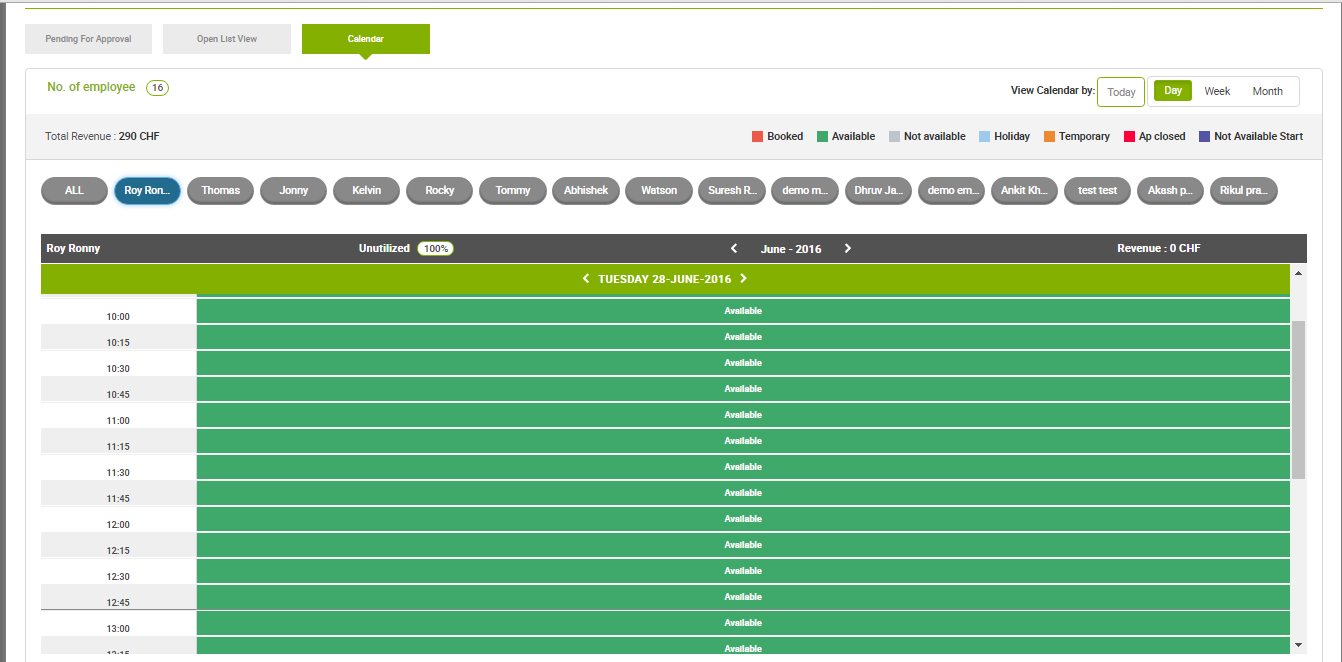 Pending For Approval Open List View Calendar
No. of employee 16 View Calendar by: Today Day Week Month
Total Revenue : 290 CHF Booked Available Not available Holiday Temporary Ap closed Not Available Start
ALL Roy Ron... Thomas Jonny Kelvin Rocky Tommy Abhishek Watson Suresh R... demo m... Dhruv Ja... demo em... Ankit Kh... test test Akash p... Rikul pra...
Roy Ronny Unutilized 100% < June - 2016 > Revenue : 0 CHF
< TUESDAY 28-JUNE-2016 >
10:00 Available
10:15 Available
10:30 Available
10:45 Available
11:00 Available
11:15 Available
11:30 Available
11:45 Available
12:00 Available
12:15 Available
12:30 Available
12:45 Available
13:00 Available
13:15 Available